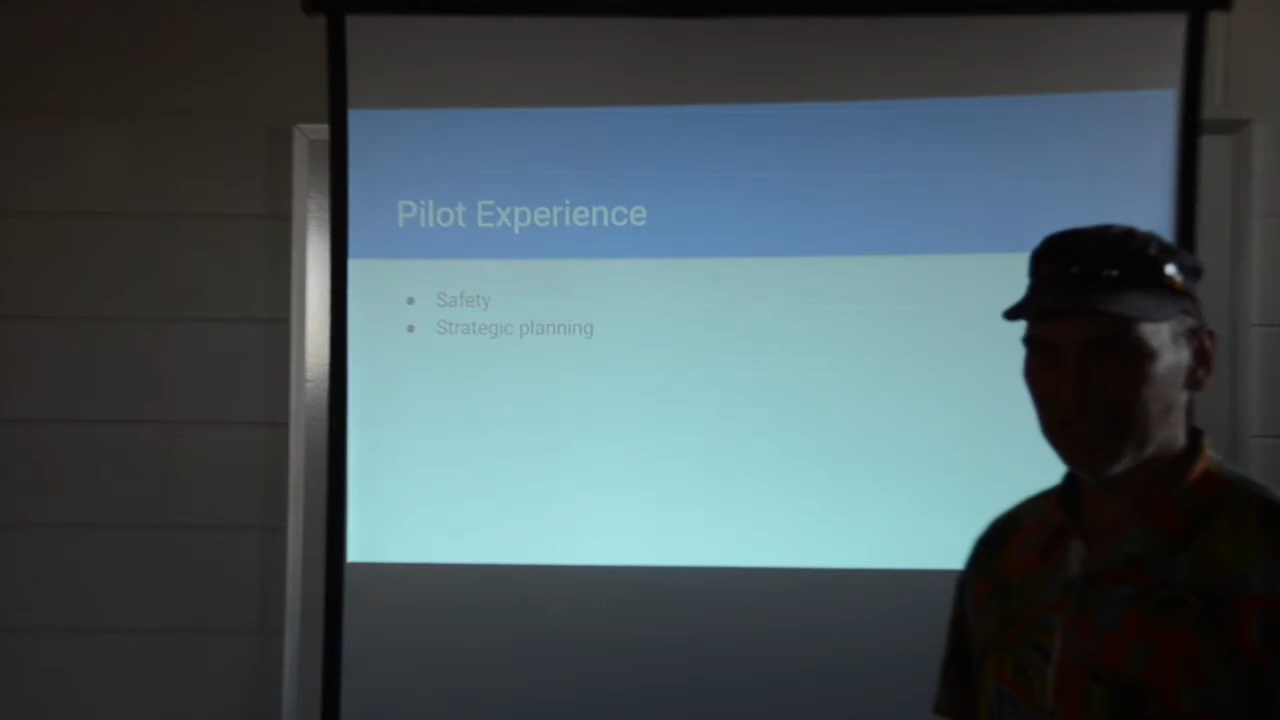 Pilot Experience
● Safety
● Strategic planning